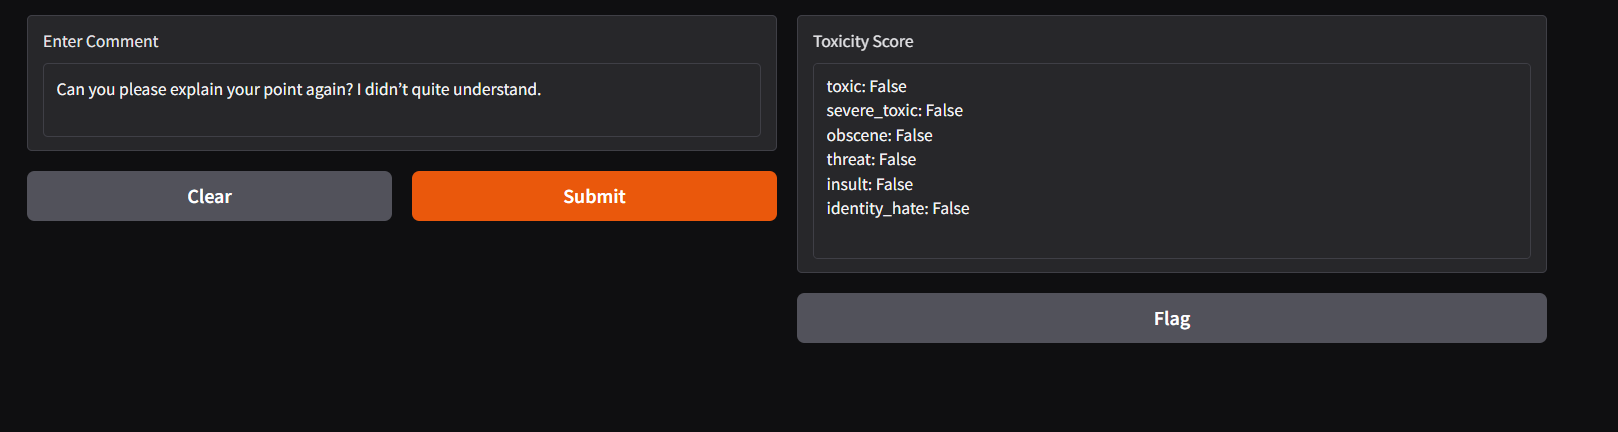 Enter Comment
Can you please explain your point again? I didn’t quite understand.
Clear
Submit
Toxicity Score
toxic: False
severe_toxic: False
obscene: False
threat: False
insult: False
identity_hate: False
Flag